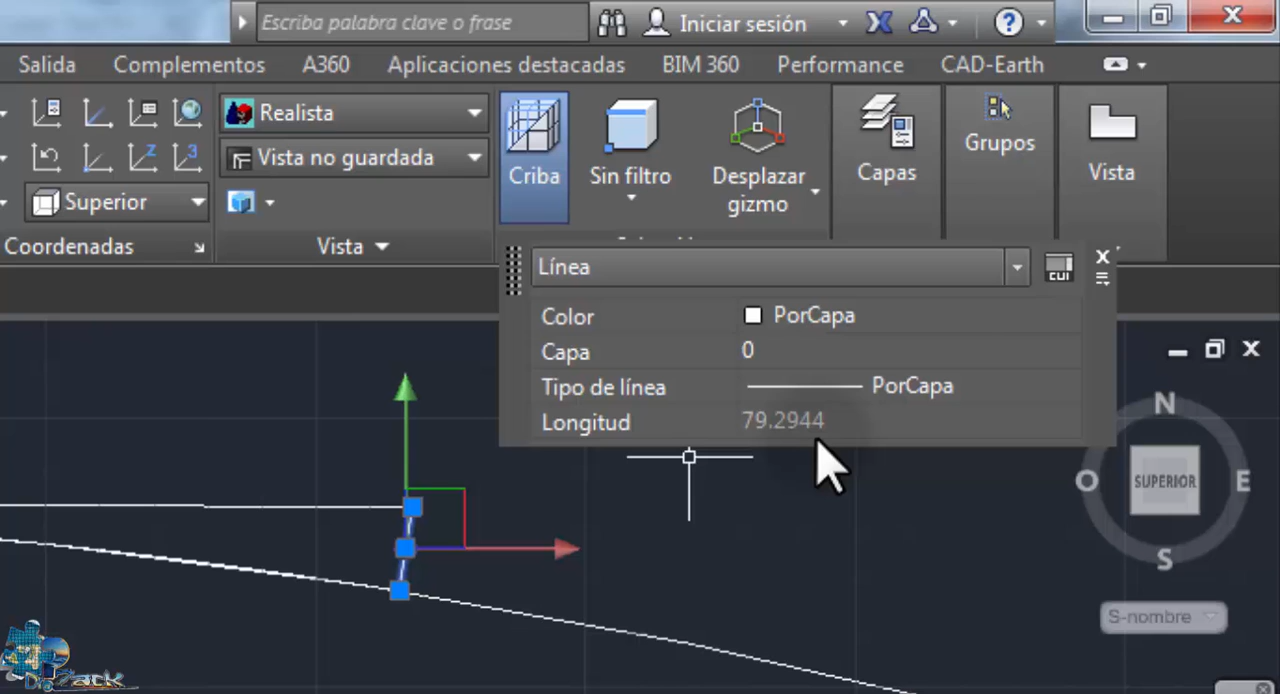 Escriba palabra clave o frase
Iniciar sesión
?
Salida Complementos A360 Aplicaciones destacadas BIM 360 Performance CAD-Earth
Realista
Vista no guardada
Superior
Coordenadas
Vista
Criba
Sin filtro
Desplazar
gizmo
Capas
Grupos
Vista
Línea
CUI
Color PorCapa
Capa 0
Tipo de línea PorCapa
Longitud 79.2944
N
O SUPERIOR E
S
S-nombre